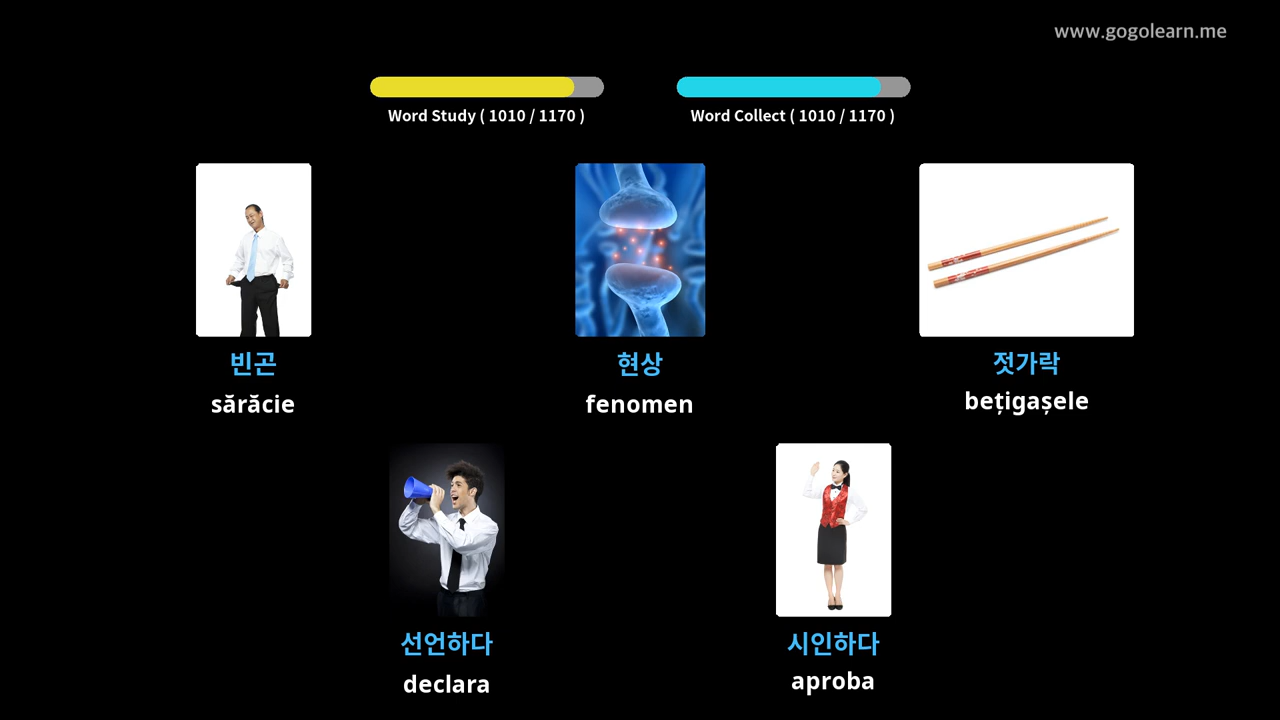 www.gogolearn.me
Word Study ( 1010 / 1170 )
Word Collect ( 1010 / 1170 )
빈곤
sărăcie
현상
fenomen
젓가락
bețigașele
선언하다
declara
시인하다
aproba